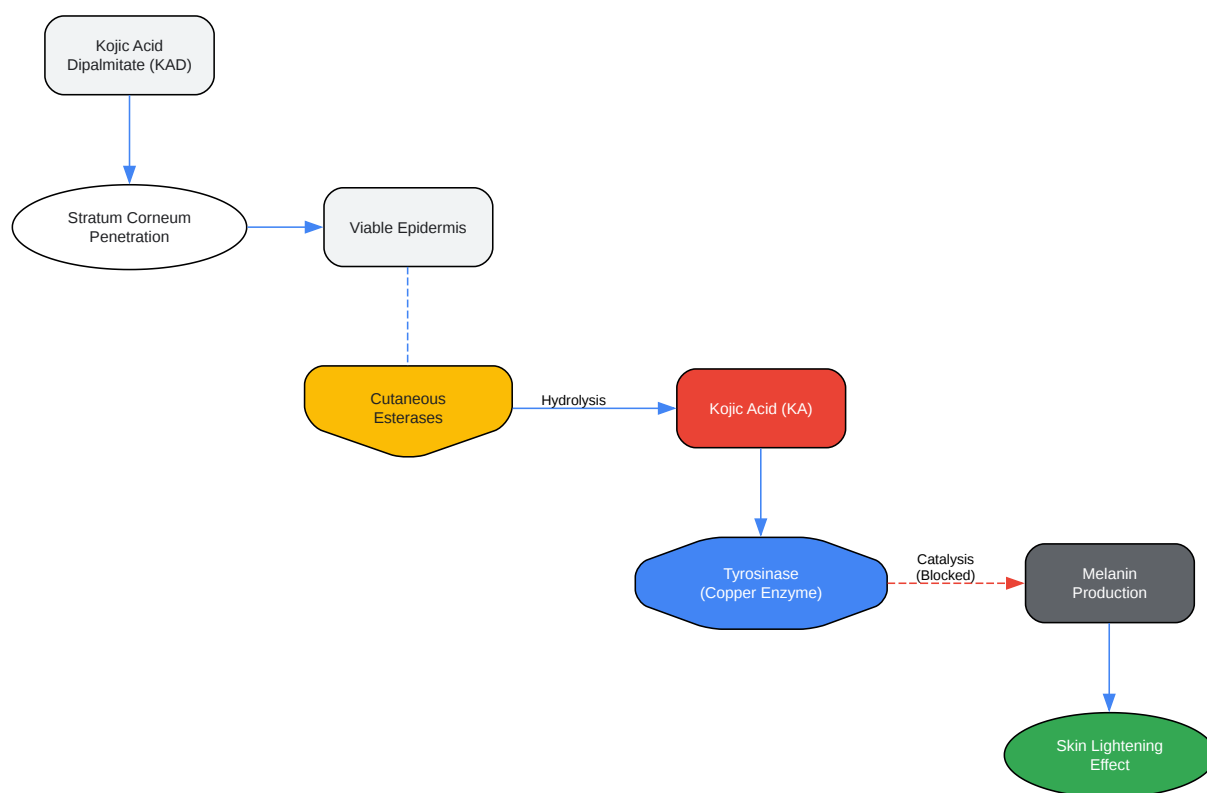 Kojic Acid
Dipalmitate (KAD)
Stratum Corneum
Penetration
Viable Epidermis
Cutaneous
Esterases
Hydrolysis
Kojic Acid (KA)
Tyrosinase
(Copper Enzyme)
Catalysis
(Blocked)
Melanin
Production
Skin Lightening
Effect